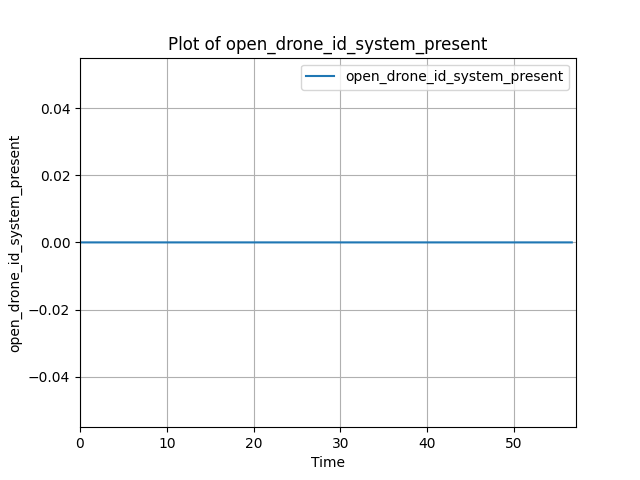 Plot of open_drone_id_system_present
open_drone_id_system_present
0.04
0.02
0.00
−0.02
−0.04
open_drone_id_system_present
0 10 20 30 40 50
Time